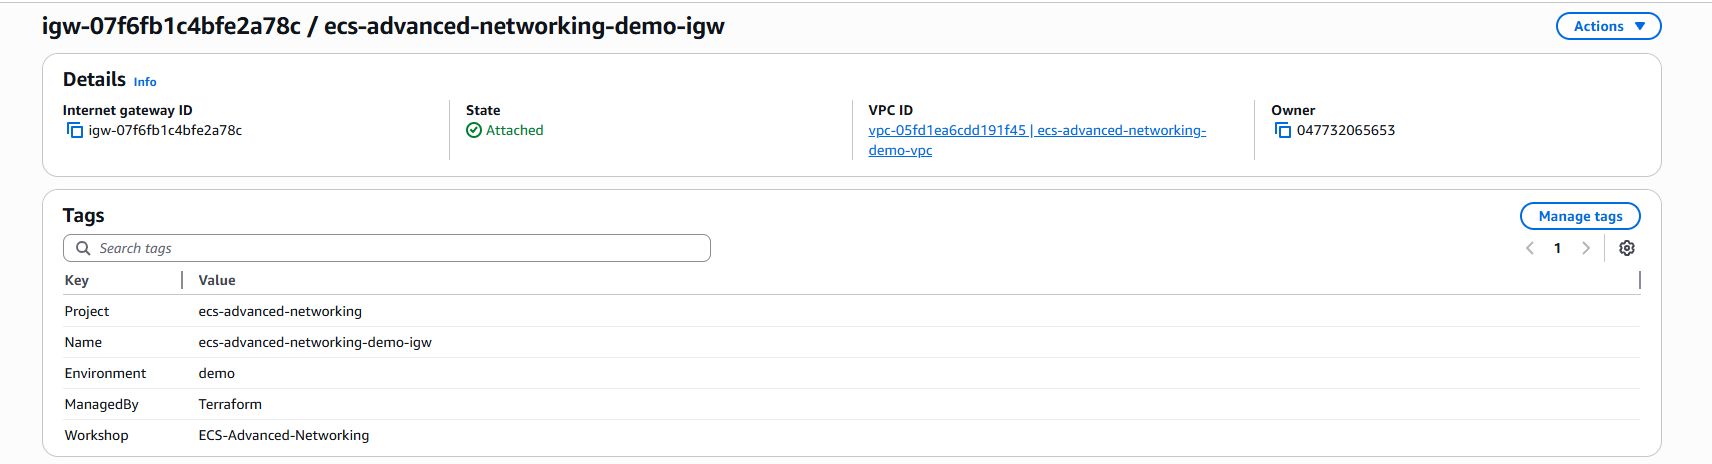 igw-07f6fb1c4bfe2a78c / ecs-advanced-networking-demo-igw
Actions
Details Info
Internet gateway ID
igw-07f6fb1c4bfe2a78c
State
Attached
VPC ID
vpc-05fd1ea6cdd191f45 | ecs-advanced-networking-
demo-vpc
Owner
047732065653
Tags
Manage tags
Search tags
1
Key Value
Project ecs-advanced-networking
Name ecs-advanced-networking-demo-igw
Environment demo
ManagedBy Terraform
Workshop ECS-Advanced-Networking